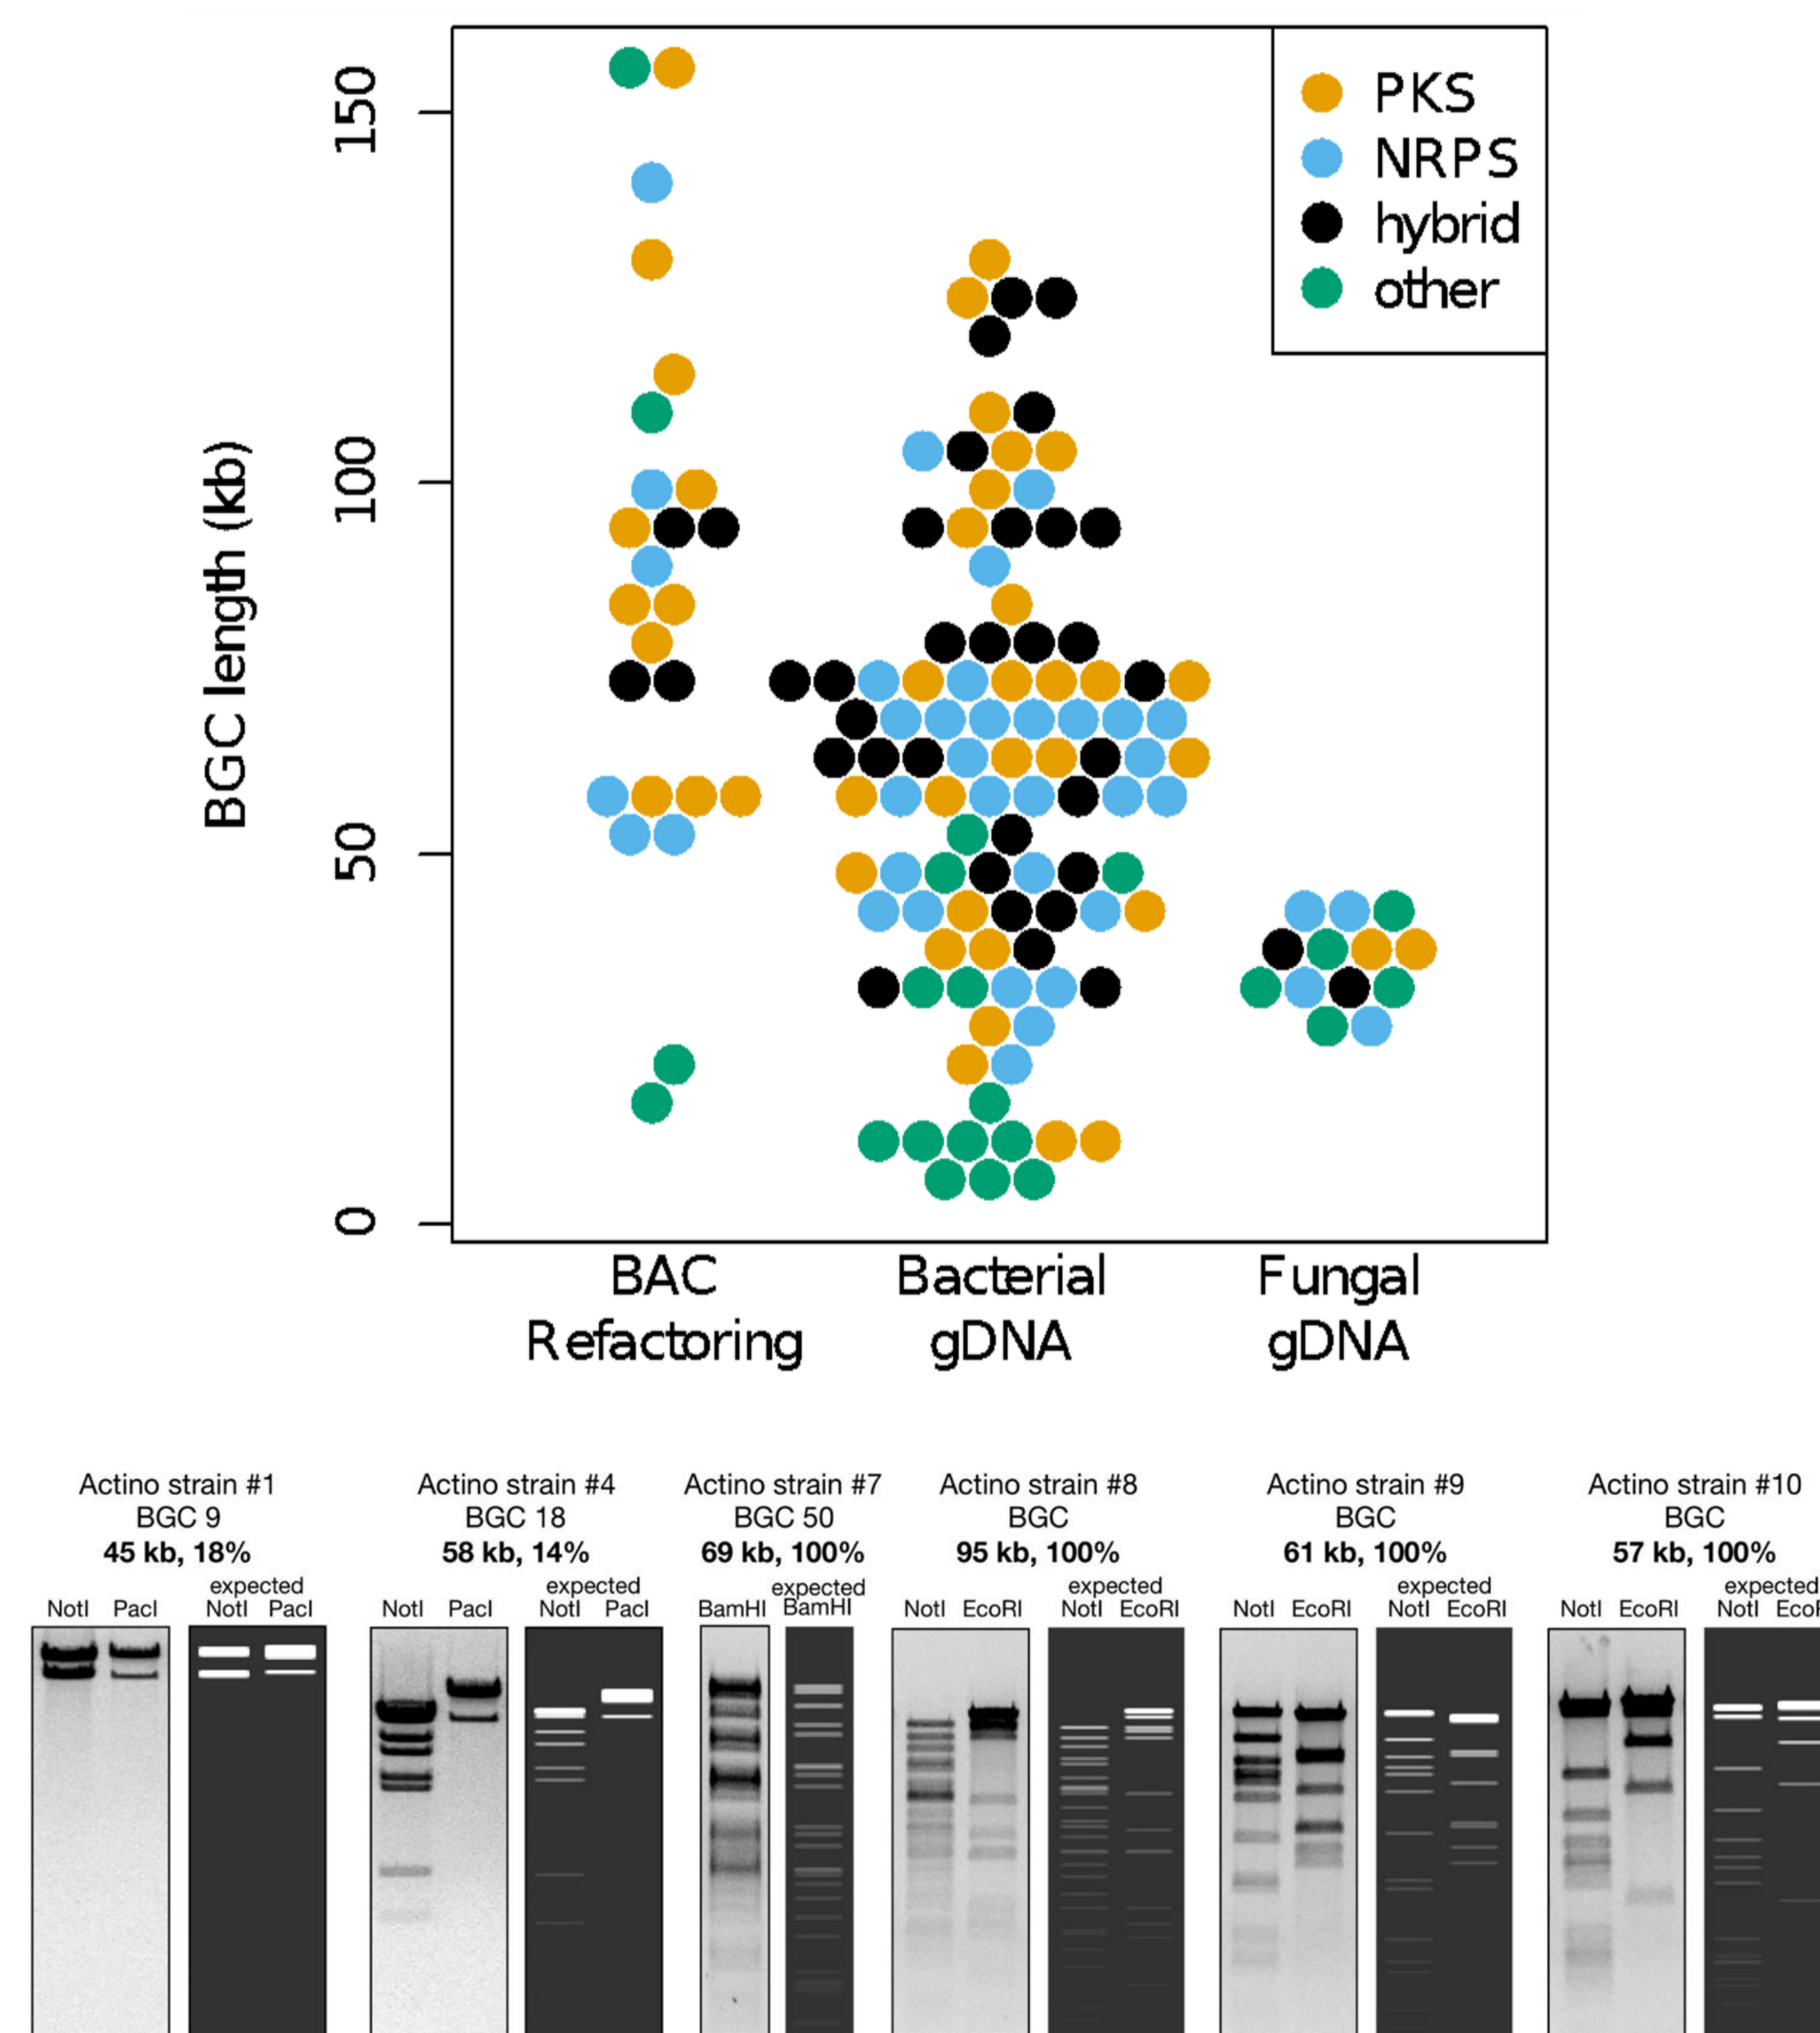 BGC length (kb)
150
100
50
0
PKS
NRPS
hybrid
other
BAC
Refactoring
Bacterial
gDNA
Fungal
gDNA
Actino strain #1
BGC 9
45 kb, 18%
expected
NotI PacI NotI PacI
Actino strain #4
BGC 18
58 kb, 14%
expected
NotI PacI NotI PacI
Actino strain #7
BGC 50
69 kb, 100%
expected
BamHI BamHI
Actino strain #8
BGC
95 kb, 100%
expected
NotI EcoRI NotI EcoRI
Actino strain #9
BGC
61 kb, 100%
expected
NotI EcoRI NotI EcoRI
Actino strain #10
BGC
57 kb, 100%
expected
NotI EcoRI NotI